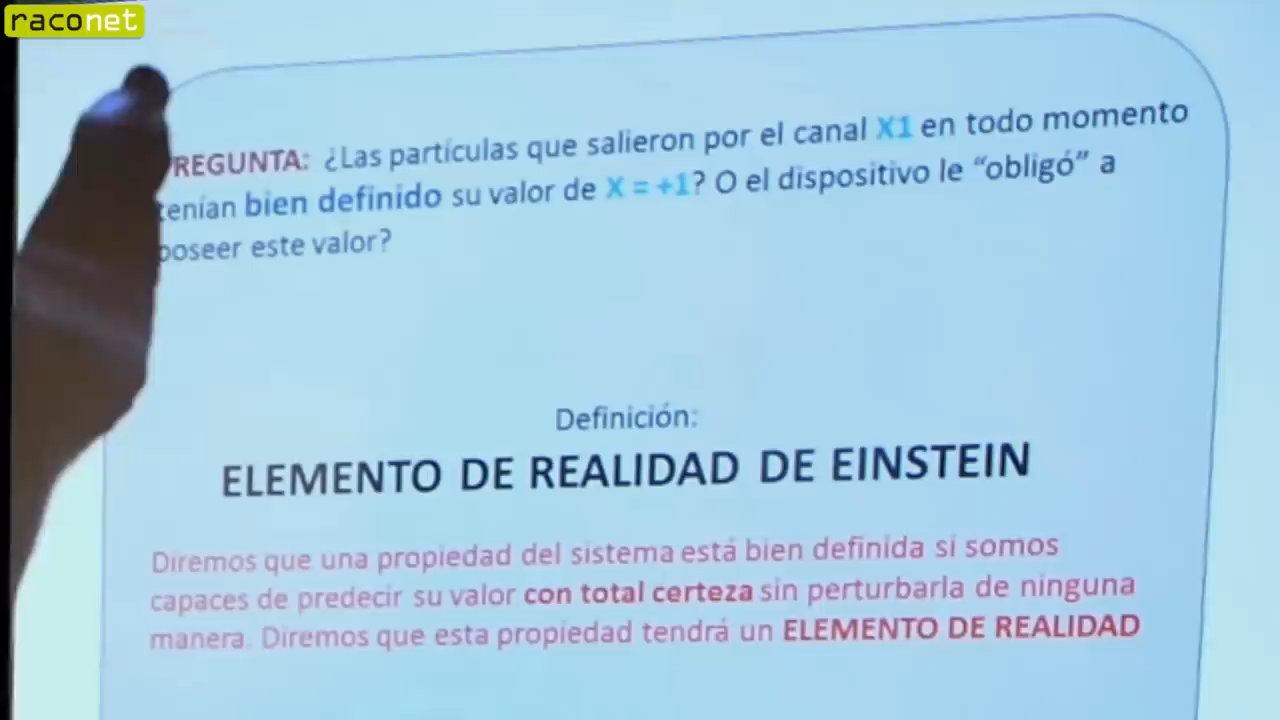 raconet
REGUNTA: ¿Las partículas que salieron por el canal X1 en todo momento
tenían bien definido su valor de X = +1? O el dispositivo le “obligó” a
poseer este valor?
Definición:
ELEMENTO DE REALIDAD DE EINSTEIN
Diremos que una propiedad del sistema está bien definida si somos
capaces de predecir su valor con total certeza sin perturbarla de ninguna
manera. Diremos que esta propiedad tendrá un ELEMENTO DE REALIDAD